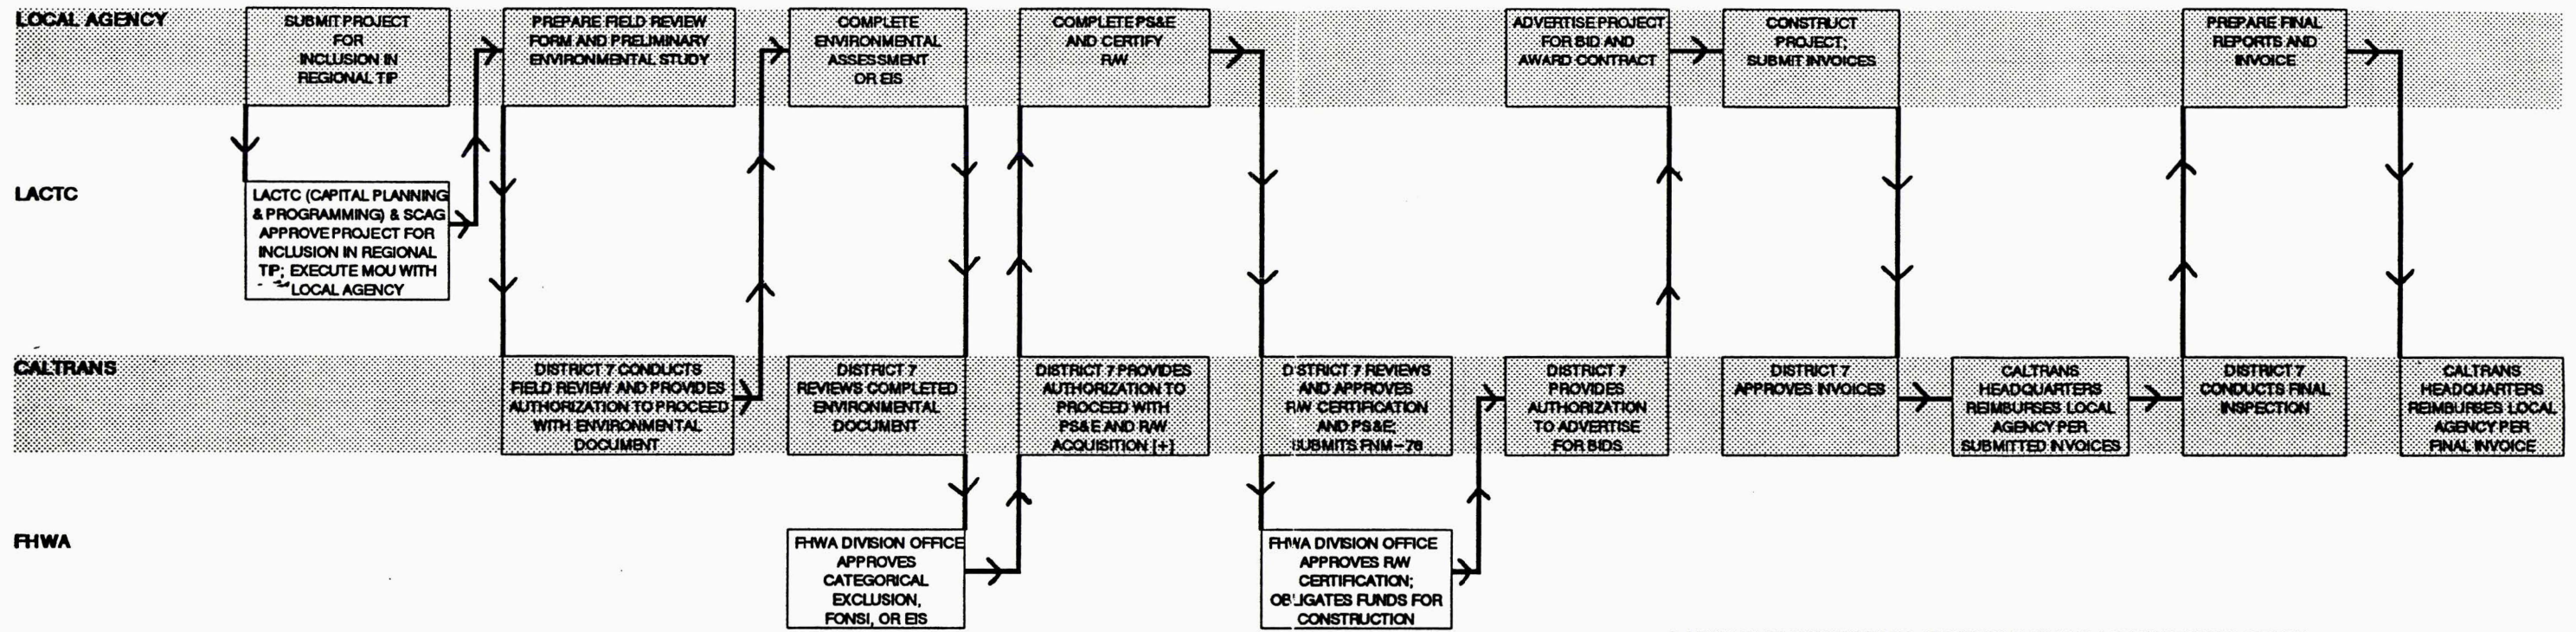 LOCAL AGENCY
SUBMIT PROJECT
FOR
INCLUSION IN
REGIONAL TIP
PREPARE FIELD REVIEW
FORM AND PRELIMINARY
ENVIRONMENTAL STUDY
COMPLETE
ENVIRONMENTAL
ASSESSMENT
OR EIS
COMPLETE PS&E
AND CERTIFY
R/W
ADVERTISE PROJECT
FOR BID AND
AWARD CONTRACT
CONSTRUCT
PROJECT;
SUBMIT INVOICES
PREPARE FINAL
REPORTS AND
INVOICE
LACTC
LACTC (CAPITAL PLANNING
& PROGRAMMING) & SCAG
APPROVE PROJECT FOR
INCLUSION IN REGIONAL
TIP; EXECUTE MOU WITH
LOCAL AGENCY
CALTRANS
DISTRICT 7 CONDUCTS
FIELD REVIEW AND PROVIDES
AUTHORIZATION TO PROCEED
WITH ENVIRONMENTAL
DOCUMENT
DISTRICT 7
REVIEWS COMPLETED
ENVIRONMENTAL
DOCUMENT
DISTRICT 7 PROVIDES
AUTHORIZATION TO
PROCEED WITH
PS&E AND R/W
ACQUISITION [+]
DISTRICT 7 REVIEWS
AND APPROVES
R/W CERTIFICATION
AND PS&E;
SUBMITS FNM-76
DISTRICT 7
PROVIDES
AUTHORIZATION
TO ADVERTISE
FOR BIDS
DISTRICT 7
APPROVES INVOICES
CALTRANS
HEADQUARTERS
REIMBURSES LOCAL
AGENCY PER
SUBMITTED INVOICES
DISTRICT 7
CONDUCTS FINAL
INSPECTION
CALTRANS
HEADQUARTERS
REIMBURSES LOCAL
AGENCY PER
FINAL INVOICE
FHWA
FHWA DIVISION OFFICE
APPROVES
CATEGORICAL
EXCLUSION,
FONSI, OR EIS
FHWA DIVISION OFFICE
APPROVES R/W
CERTIFICATION;
OBLIGATES FUNDS FOR
CONSTRUCTION